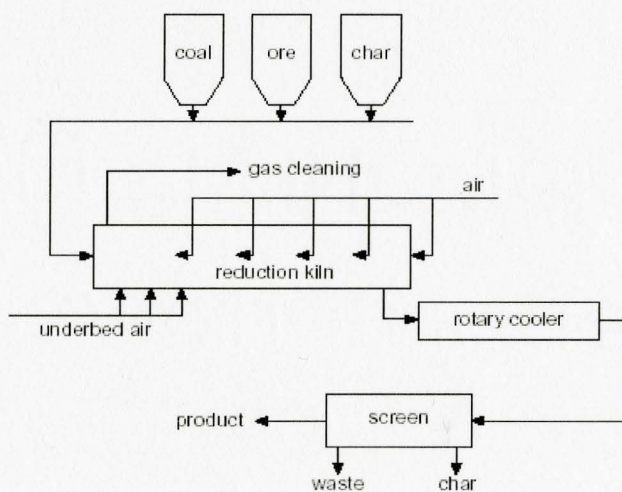 coal ore char
gas cleaning
air
reduction kiln
underbed air
rotary cooler
product
screen
waste char